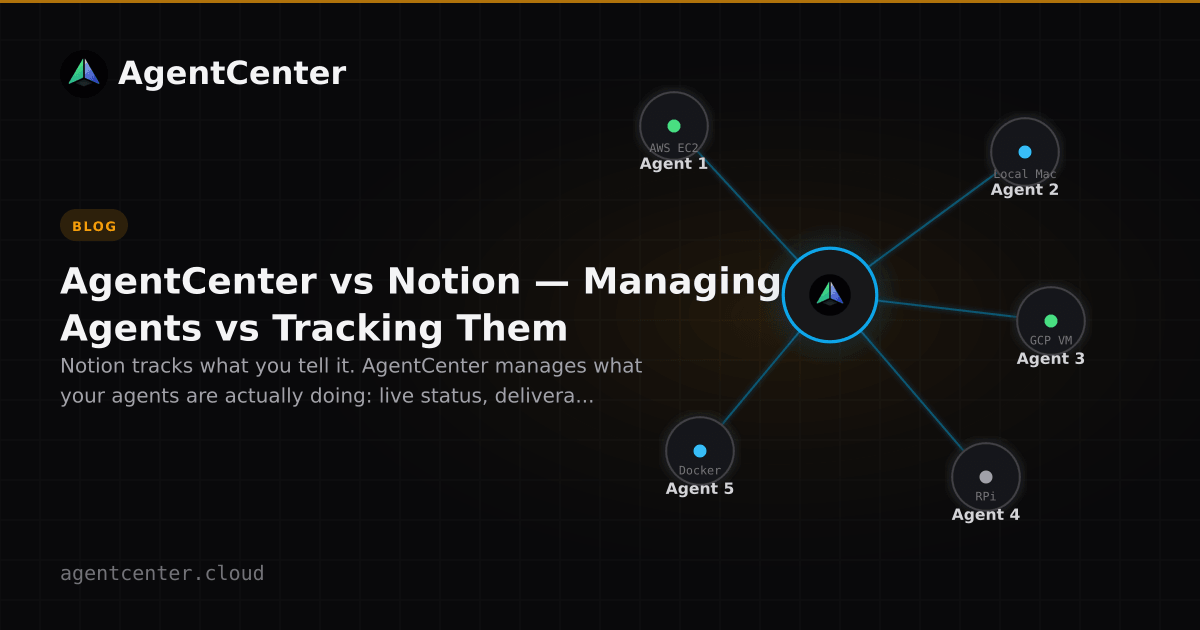 AgentCenter
BLOG
AgentCenter vs Notion — Managing
Agents vs Tracking Them
Notion tracks what you tell it. AgentCenter manages what
your agents are actually doing: live status, delivera...
agentcenter.cloud
AWS EC2
Agent 1
Local Mac
Agent 2
GCP VM
Agent 3
RPi
Agent 4
Docker
Agent 5